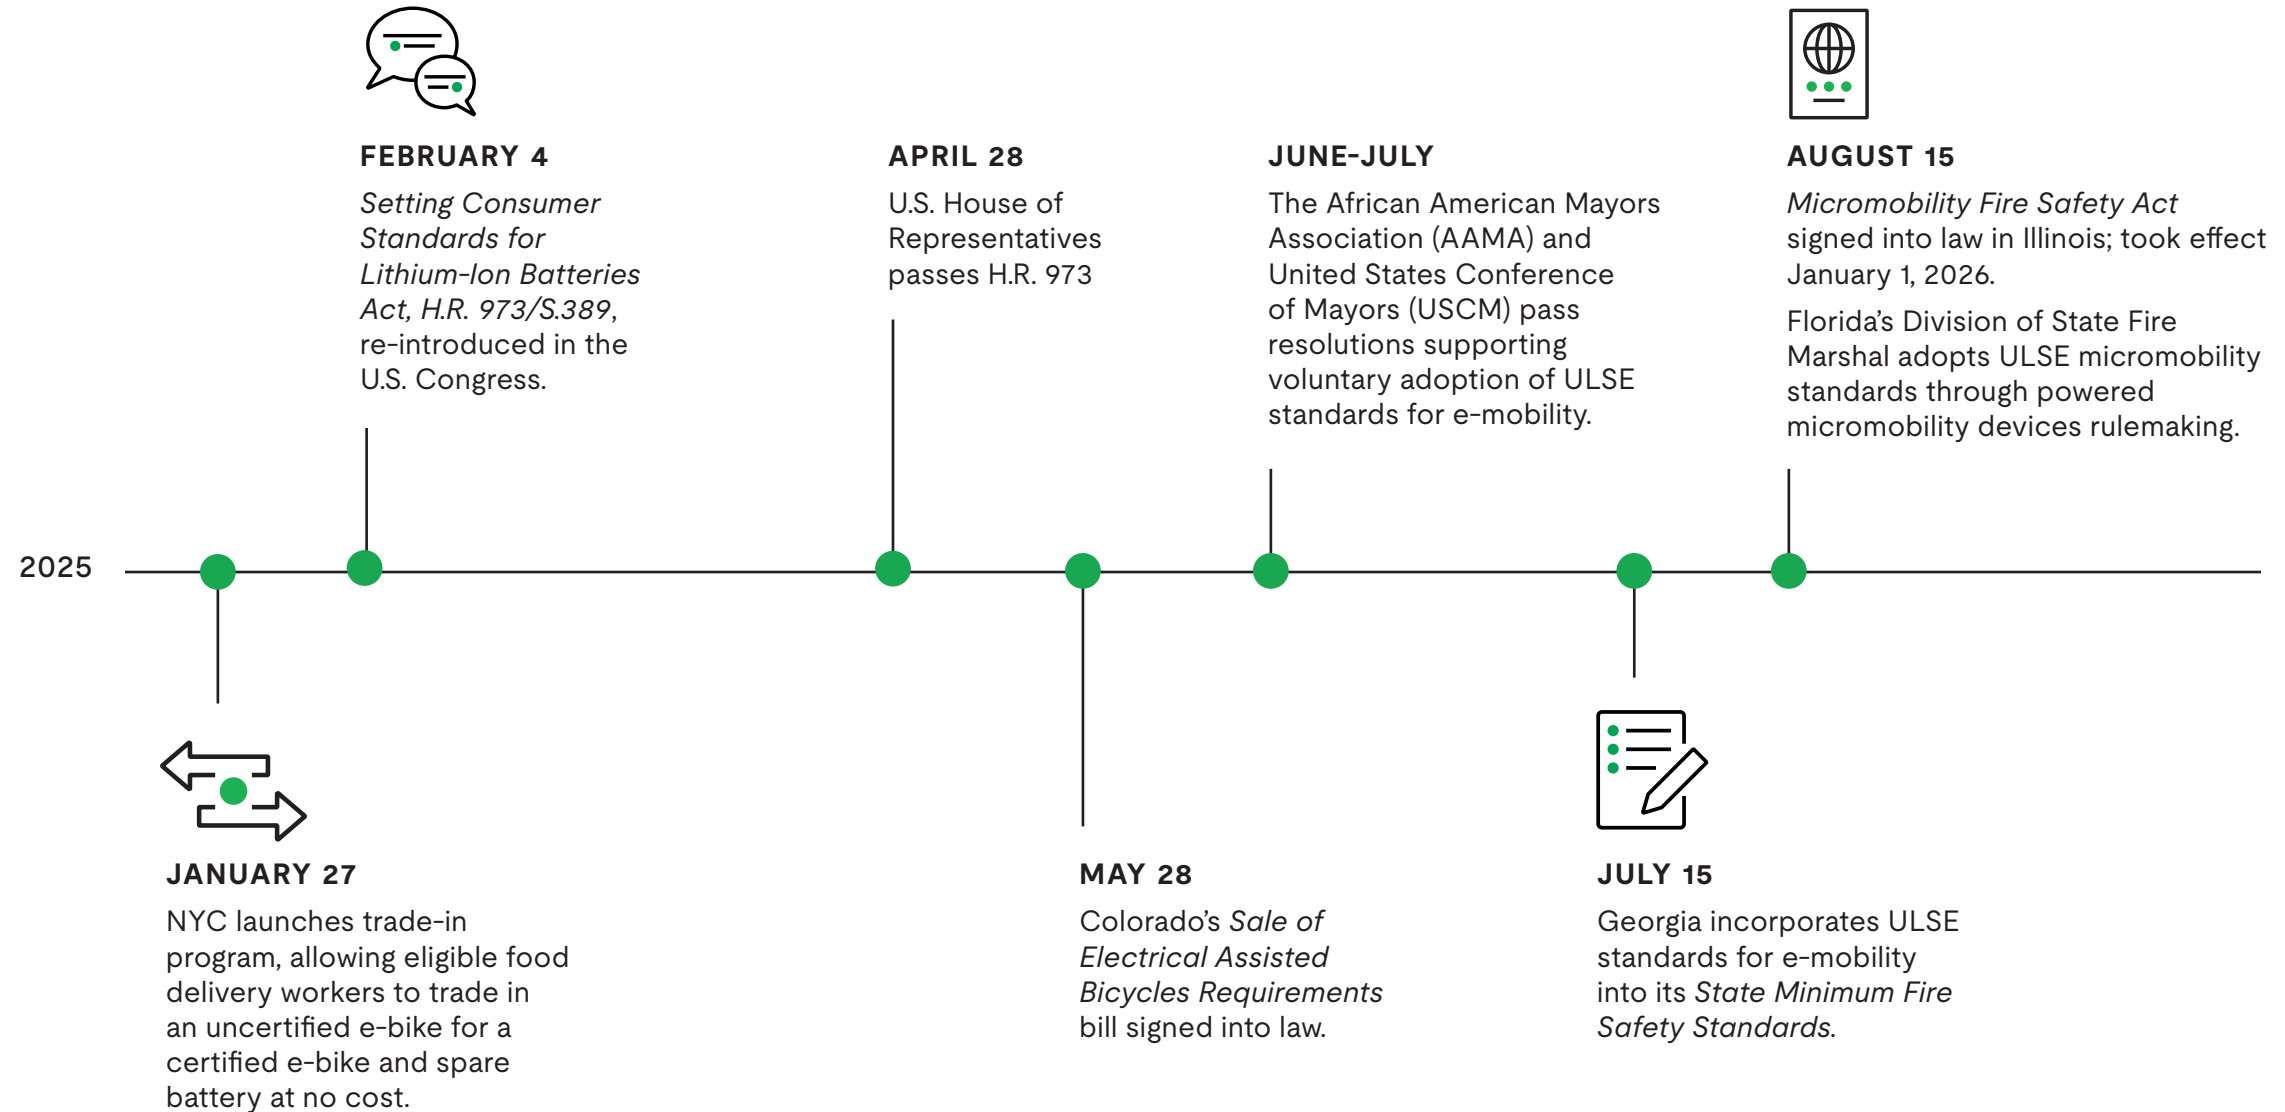 FEBRUARY 4
Setting Consumer
Standards for
Lithium-Ion Batteries
Act, H.R. 973/S.389,
re-introduced in the
U.S. Congress.
APRIL 28
U.S. House of
Representatives
passes H.R. 973
JUNE-JULY
The African American Mayors
Association (AAMA) and
United States Conference
of Mayors (USCM) pass
resolutions supporting
voluntary adoption of ULSE
standards for e-mobility.
AUGUST 15
Micromobility Fire Safety Act
signed into law in Illinois; took effect
January 1, 2026.
Florida’s Division of State Fire
Marshal adopts ULSE micromobility
standards through powered
micromobility devices rulemaking.
2025
JANUARY 27
NYC launches trade-in
program, allowing eligible food
delivery workers to trade in
an uncertified e-bike for a
certified e-bike and spare
battery at no cost.
MAY 28
Colorado’s Sale of
Electrical Assisted
Bicycles Requirements
bill signed into law.
JULY 15
Georgia incorporates ULSE
standards for e-mobility
into its State Minimum Fire
Safety Standards.